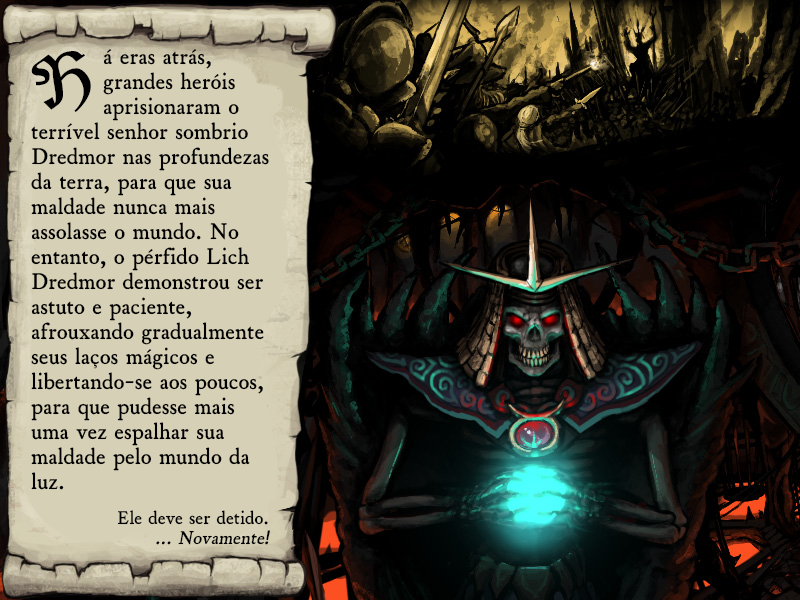 Há eras atrás,
grandes heróis
aprisionaram o
terrível senhor sombrio
Dredmor nas profundezas
da terra, para que sua
maldade nunca mais
assolasse o mundo. No
entanto, o pérfido Lich
Dredmor demonstrou ser
astuto e paciente,
afrouxando gradualmente
seus laços mágicos e
libertando-se aos poucos,
para que pudesse mais
uma vez espalhar sua
maldade pelo mundo da
luz.
Ele deve ser detido.
... Novamente!